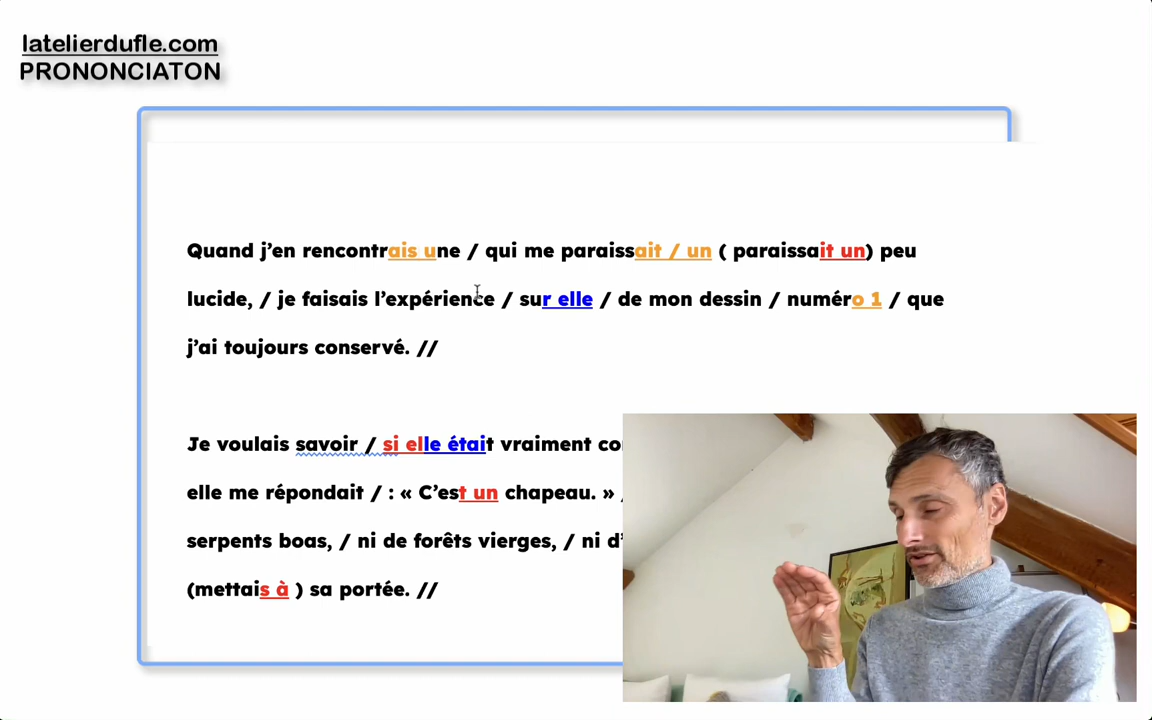 latelierdufle.com
PRONONCIATON
Quand j’en rencontrais une / qui me paraissait / un ( paraissait un) peu
lucide, / je faisais l’expérience / sur elle / de mon dessin / numéro 1 / que
j’ai toujours conservé. //
Je voulais savoir / si elle était vraiment
elle me répondait / : « C’est un chapeau. »
serpents boas, / ni de forêts vierges, / ni
(mettais à ) sa portée. //